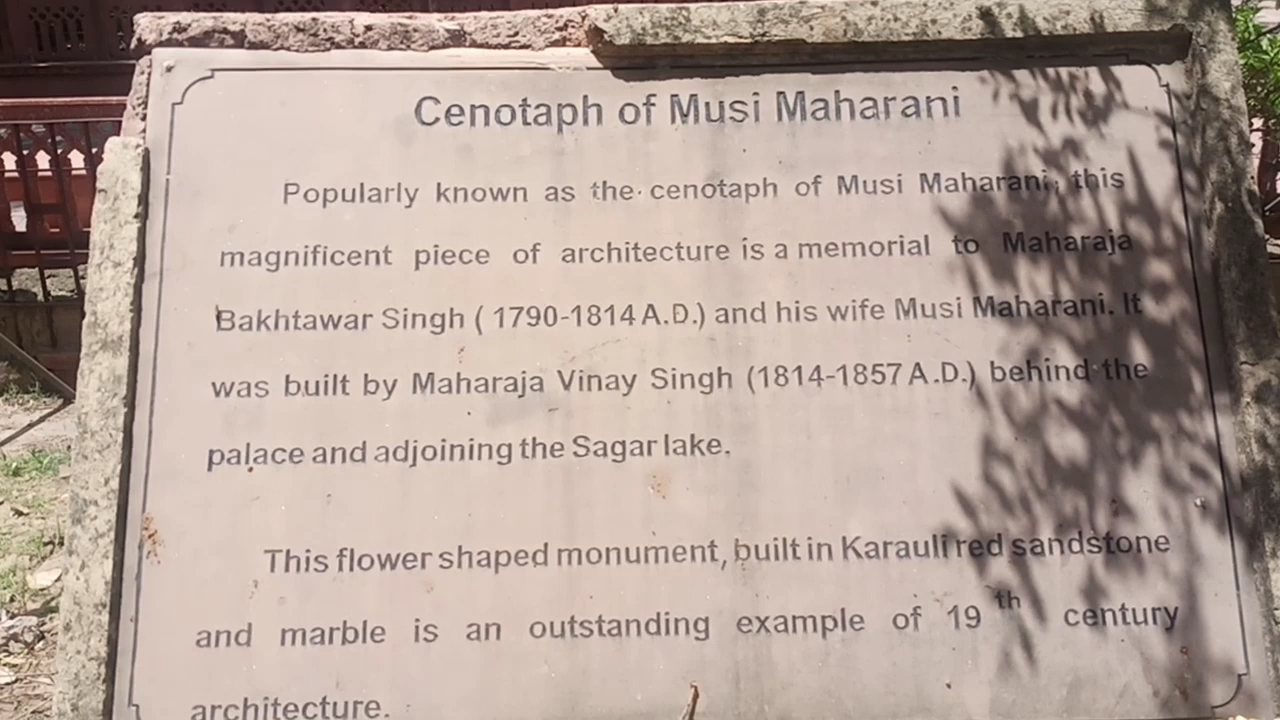 Cenotaph of Musi Maharani
Popularly known as the cenotaph of Musi Maharani, this
magnificent piece of architecture is a memorial to Maharaja
Bakhtawar Singh ( 1790-1814 A.D.) and his wife Musi Maharani. It
was built by Maharaja Vinay Singh (1814-1857 A.D.) behind the
palace and adjoining the Sagar lake.
This flower shaped monument, built in Karauli red sandstone
and marble is an outstanding example of 19 th century
architecture.